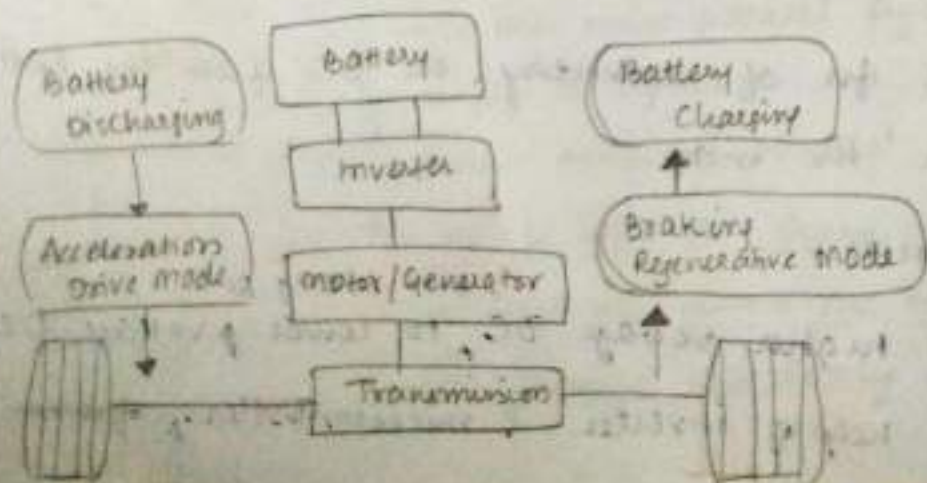 Battery
Discharging
Battery
Battery
Charging
Inverter
Acceleration
Drive Mode
Motor/Generator
Braking
Regenerative Mode
Transmission